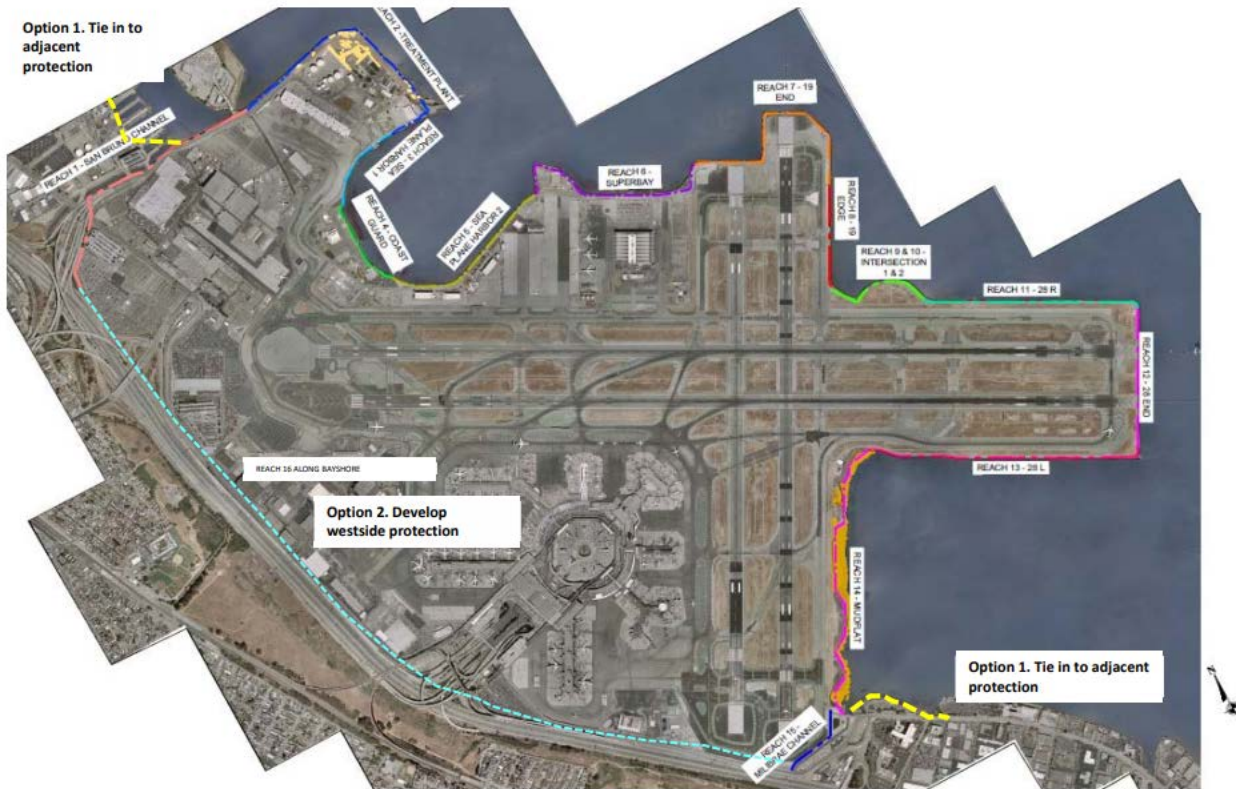 Option 1. Tie in to
adjacent
protection
REACH 1 - SAN BRUNO CHANNEL
REACH 2 -TREATMENT PLANT
REACH 3 - SEA
PLANE HARBOR 1
REACH 4 - COAST
GUARD
REACH 5 - SEA
PLANE HARBOR 2
REACH 6 -
SUPERBAY
REACH 7 - 19
END
REACH 8 - 19
EDGE
REACH 9 & 10 -
INTERSECTION
1 & 2
REACH 11 - 28 R
REACH 12 - 28 END
REACH 13 - 28 L
REACH 14 - MUDFLAT
REACH 16 ALONG BAYSHORE
Option 2. Develop
westside protection
Option 1. Tie in to adjacent
protection
REACH 15 -
MILLBRAE CHANNEL